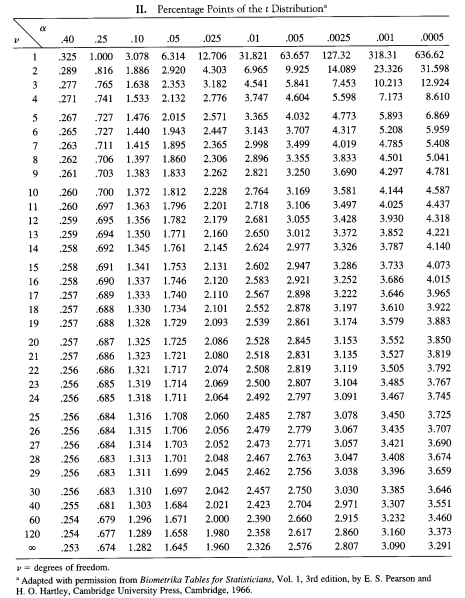 II. Percentage Points of the t Distributionᵃ
α
ν .40 .25 .10 .05 .025 .01 .005 .0025 .001 .0005
1 .325 1.000 3.078 6.314 12.706 31.821 63.657 127.32 318.31 636.62
2 .289 .816 1.886 2.920 4.303 6.965 9.925 14.089 23.326 31.598
3 .277 .765 1.638 2.353 3.182 4.541 5.841 7.453 10.213 12.924
4 .271 .741 1.533 2.132 2.776 3.747 4.604 5.598 7.173 8.610
5 .267 .727 1.476 2.015 2.571 3.365 4.032 4.773 5.893 6.869
6 .265 .727 1.440 1.943 2.447 3.143 3.707 4.317 5.208 5.959
7 .263 .711 1.415 1.895 2.365 2.998 3.499 4.019 4.785 5.408
8 .262 .706 1.397 1.860 2.306 2.896 3.355 3.833 4.501 5.041
9 .261 .703 1.383 1.833 2.262 2.821 3.250 3.690 4.297 4.781
10 .260 .700 1.372 1.812 2.228 2.764 3.169 3.581 4.144 4.587
11 .260 .697 1.363 1.796 2.201 2.718 3.106 3.497 4.025 4.437
12 .259 .695 1.356 1.782 2.179 2.681 3.055 3.428 3.930 4.318
13 .259 .694 1.350 1.771 2.160 2.650 3.012 3.372 3.852 4.221
14 .258 .692 1.345 1.761 2.145 2.624 2.977 3.326 3.787 4.140
15 .258 .691 1.341 1.753 2.131 2.602 2.947 3.286 3.733 4.073
16 .258 .690 1.337 1.746 2.120 2.583 2.921 3.252 3.686 4.015
17 .257 .689 1.333 1.740 2.110 2.567 2.898 3.222 3.646 3.965
18 .257 .688 1.330 1.734 2.101 2.552 2.878 3.197 3.610 3.922
19 .257 .688 1.328 1.729 2.093 2.539 2.861 3.174 3.579 3.883
20 .257 .687 1.325 1.725 2.086 2.528 2.845 3.153 3.552 3.850
21 .257 .686 1.323 1.721 2.080 2.518 2.831 3.135 3.527 3.819
22 .256 .686 1.321 1.717 2.074 2.508 2.819 3.119 3.505 3.792
23 .256 .685 1.319 1.714 2.069 2.500 2.807 3.104 3.485 3.767
24 .256 .685 1.318 1.711 2.064 2.492 2.797 3.091 3.467 3.745
25 .256 .684 1.316 1.708 2.060 2.485 2.787 3.078 3.450 3.725
26 .256 .684 1.315 1.706 2.056 2.479 2.779 3.067 3.435 3.707
27 .256 .684 1.314 1.703 2.052 2.473 2.771 3.057 3.421 3.690
28 .256 .683 1.313 1.701 2.048 2.467 2.763 3.047 3.408 3.674
29 .256 .683 1.311 1.699 2.045 2.462 2.756 3.038 3.396 3.659
30 .256 .683 1.310 1.697 2.042 2.457 2.750 3.030 3.385 3.646
40 .255 .681 1.303 1.684 2.021 2.423 2.704 2.971 3.307 3.551
60 .254 .679 1.296 1.671 2.000 2.390 2.660 2.915 3.232 3.460
120 .254 .677 1.289 1.658 1.980 2.358 2.617 2.860 3.160 3.373
∞ .253 .674 1.282 1.645 1.960 2.326 2.576 2.807 3.090 3.291
ν = degrees of freedom.
ᵃ Adapted with permission from Biometrika Tables for Statisticians, Vol. 1, 3rd edition, by E. S. Pearson and
H. O. Hartley, Cambridge University Press, Cambridge, 1966.